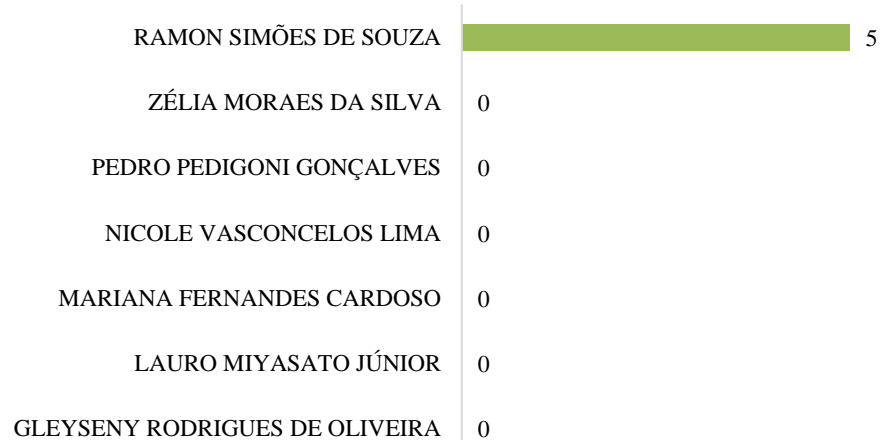 RAMON SIMÕES DE SOUZA 5
ZÉLIA MORAES DA SILVA 0
PEDRO PEDIGONI GONÇALVES 0
NICOLE VASCONCELOS LIMA 0
MARIANA FERNANDES CARDOSO 0
LAURO MIYASATO JÚNIOR 0
GLEYSENY RODRIGUES DE OLIVEIRA 0